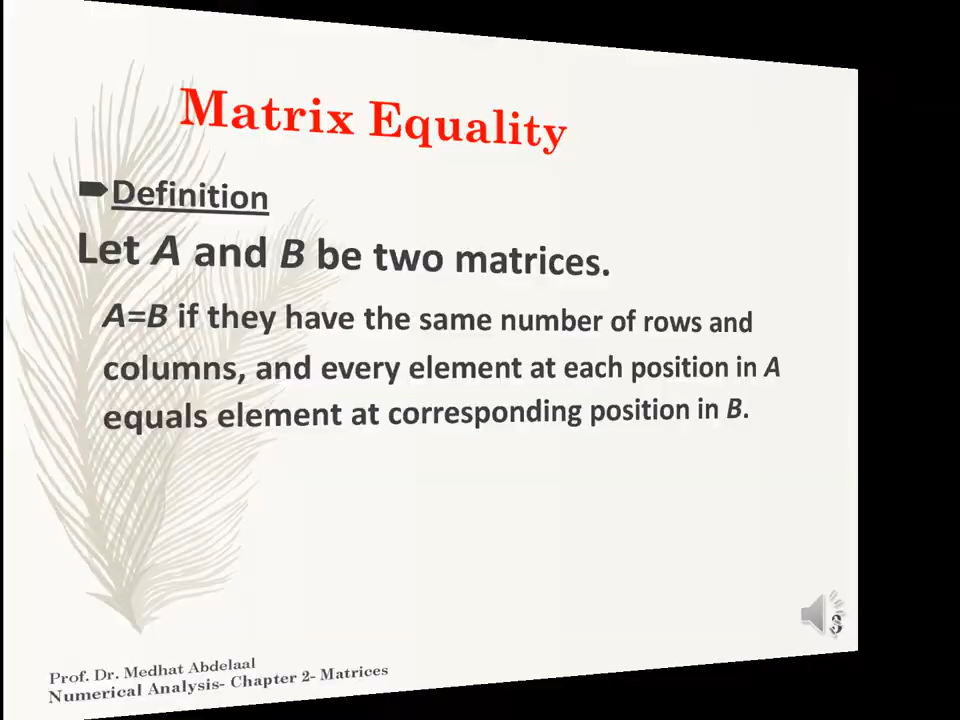 Matrix Equality
Definition
Let A and B be two matrices.
A=B if they have the same number of rows and
columns, and every element at each position in A
equals element at corresponding position in B.
3
Prof. Dr. Medhat Abdelaal
Numerical Analysis- Chapter 2- Matrices